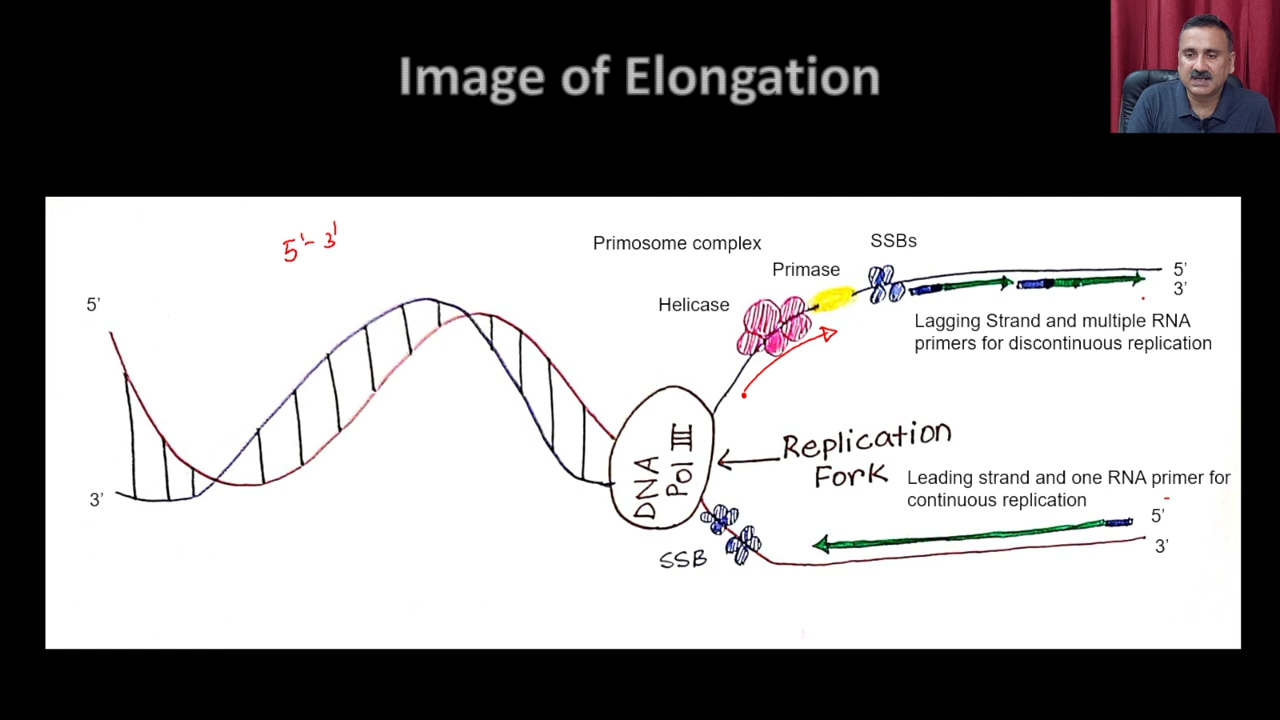 Image of Elongation
5'- 3'
Primosome complex
SSBs
Primase
Helicase
5'
3'
5'
3'
Lagging Strand and multiple RNA
primers for discontinuous replication
DNA
Pol III
Replication
Fork
Leading strand and one RNA primer for
continuous replication
SSB
5'
3'